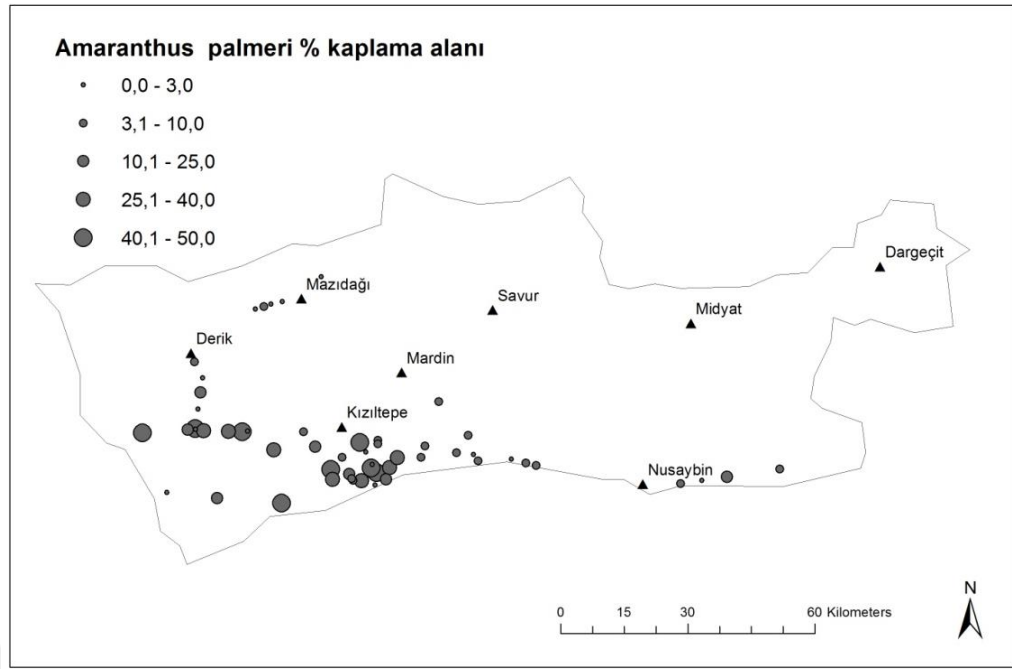 Amaranthus palmeri % kaplama alanı
0,0 - 3,0
3,1 - 10,0
10,1 - 25,0
25,1 - 40,0
40,1 - 50,0
Dargeçit
Mazıdağı
Savur
Midyat
Derik
Mardin
Kızıltepe
Nusaybin
N
0 15 30 60 Kilometers